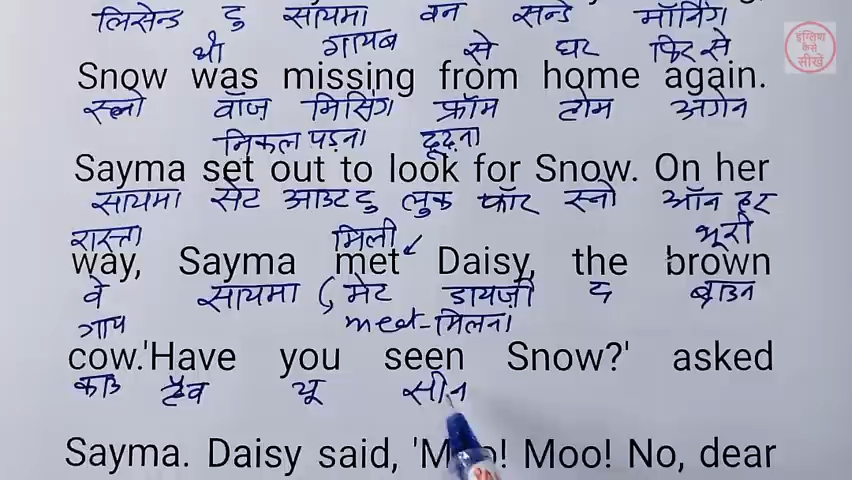 लिसेन्ड टु सायमा वन सन्डे मॉर्निंग
थी गायब से घर फिर से
Snow was missing from home again.
स्नो वॉज़ मिसिंग फ्रॉम होम अगेन
निकल पड़ना ढूढ़ना
Sayma set out to look for Snow. On her
सायमा सेट आउट टु लुक फॉर स्नो ऑन हर
रास्ता मिली भूरी
way, Sayma met Daisy, the brown
वे सायमा मेट डायज़ी द ब्राउन
गाय meet-मिलना
cow.'Have you seen Snow?' asked
काउ हैव यू सीन
Sayma. Daisy said, 'Moo! Moo! No, dear
इंग्लिश कैसे सीखें